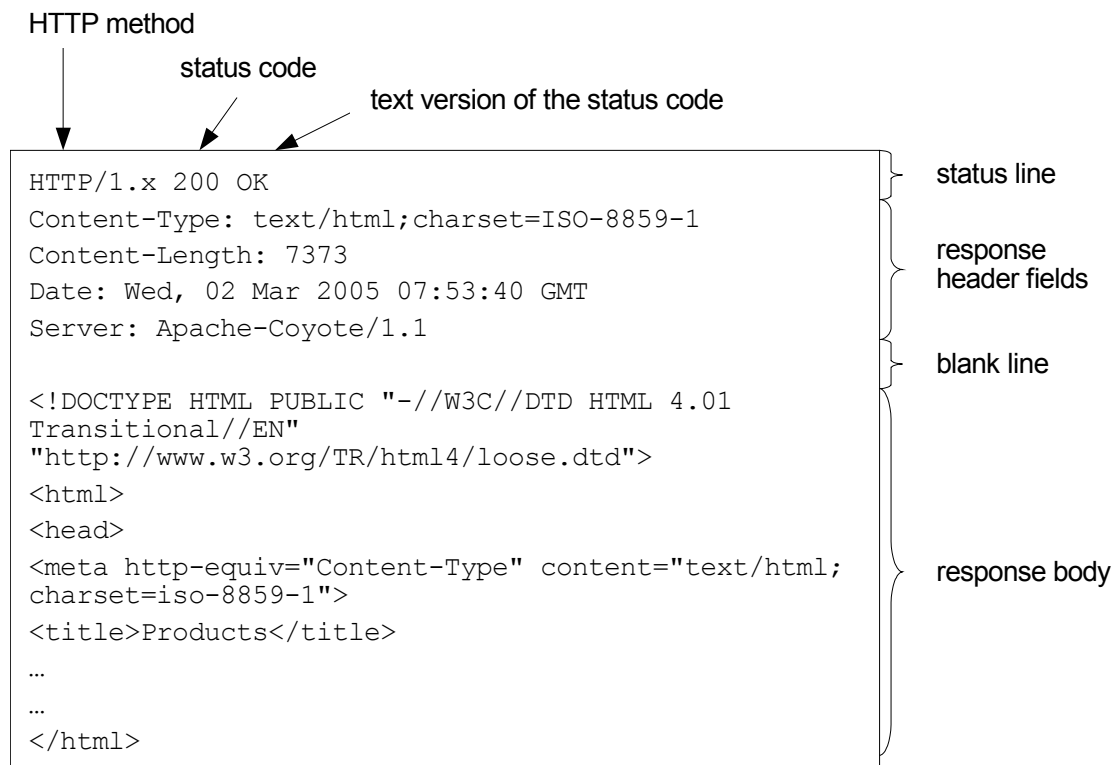 HTTP method
status code
text version of the status code
HTTP/1.x 200 OK
status line
Content-Type: text/html;charset=ISO-8859-1
Content-Length: 7373
Date: Wed, 02 Mar 2005 07:53:40 GMT
Server: Apache-Coyote/1.1
response
header fields
blank line
<!DOCTYPE HTML PUBLIC "-//W3C//DTD HTML 4.01
Transitional//EN"
"http://www.w3.org/TR/html4/loose.dtd">
<html>
<head>
<meta http-equiv="Content-Type" content="text/html;
charset=iso-8859-1">
<title>Products</title>
…
…
</html>
response body